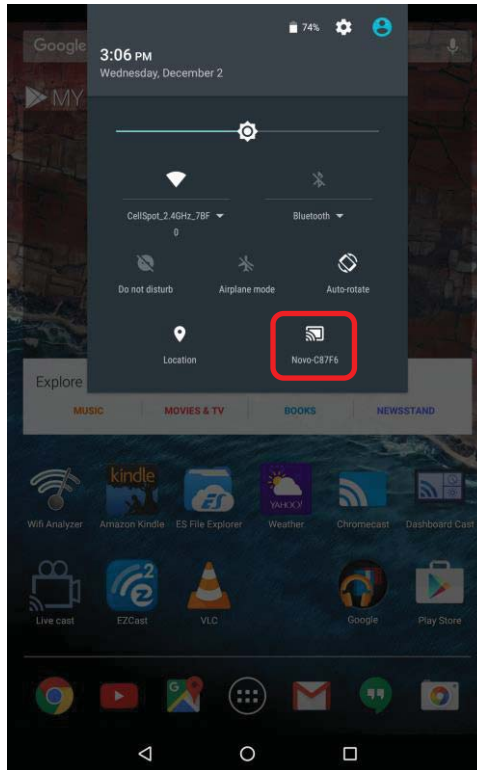 74%
Google
3:06 PM
Wednesday, December 2
MY
CellSpot_2.4GHz_7BF
0
Bluetooth
Do not disturb
Airplane mode
Auto-rotate
Location
Novo-C87F6
Explore
MUSIC
MOVIES & TV
BOOKS
NEWSSTAND
kindle
ES
YAHOO!
Wifi Analyzer
Amazon Kindle
ES File Explorer
Weather
Chromecast
Dashboard Cast
2
Live cast
EZCast
VLC
Google
Play Store
G